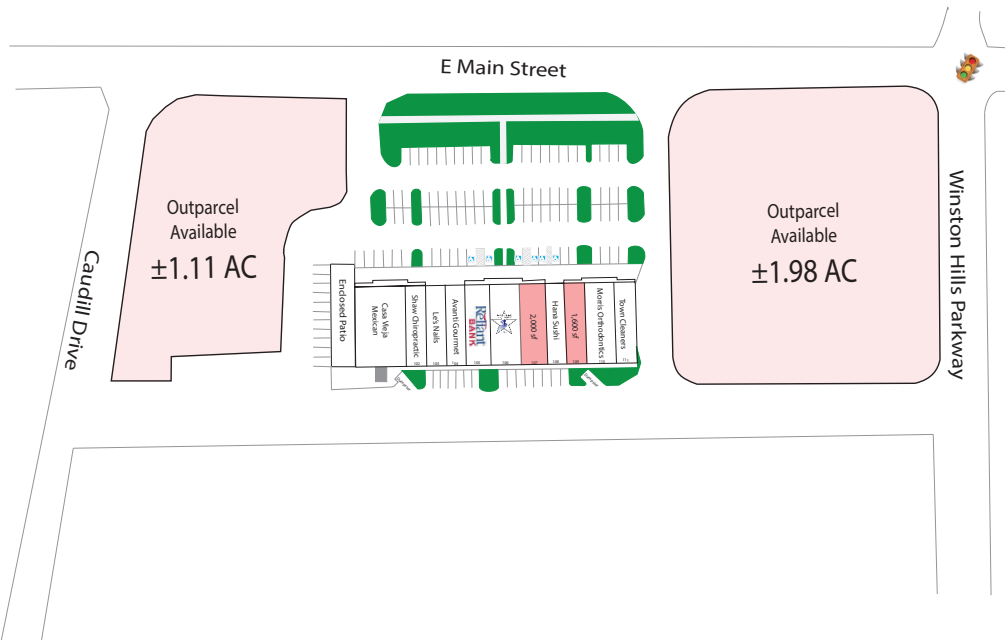 E Main Street
Outparcel
Available
±1.11 AC
Outparcel
Available
±1.98 AC
Caudill Drive
Winston Hills Parkway
Enclosed Patio
Casa Vieja
Mexican
Shaw Chiropractic
Le's Nails
Avanti Gourmet
Reliant
BANK
2,000 sf
Hana Sushi
1,600 sf
Morris Orthodontics
Town Cleaners